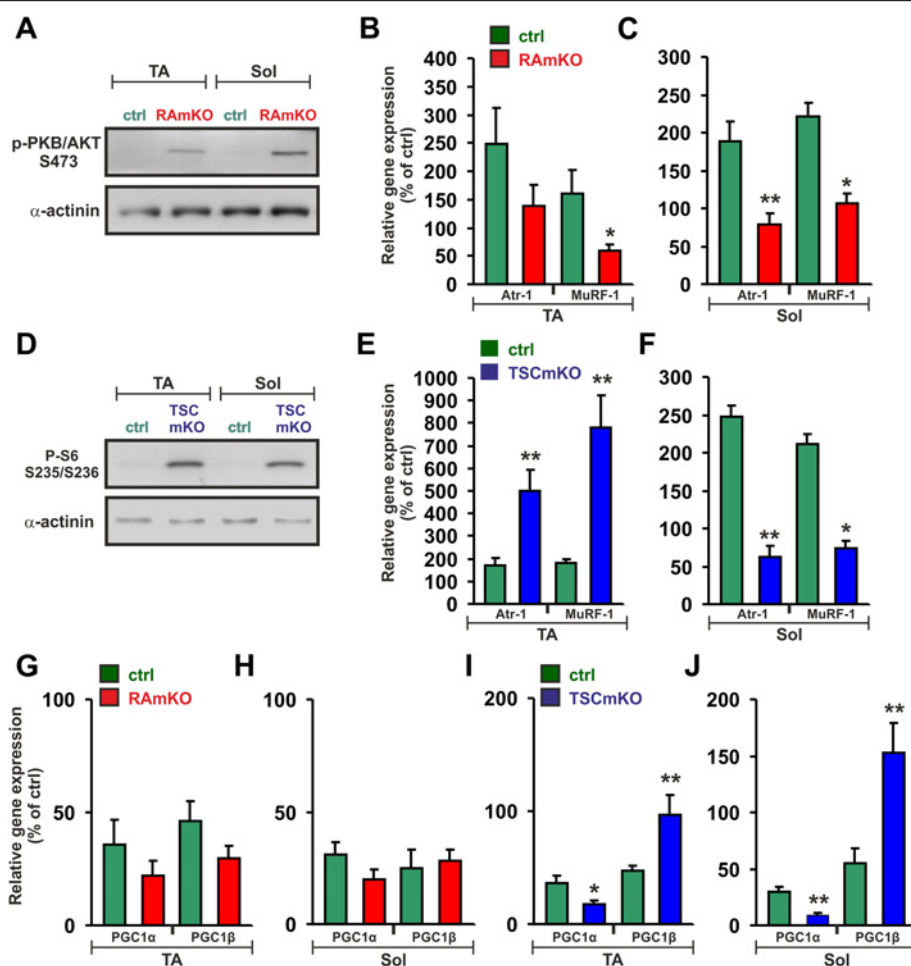 A
TA Sol
ctrl RAmKO ctrl RAmKO
p-PKB/AKT
S473
α-actinin
B
ctrl
RAmKO
Relative gene expression
(% of ctrl)
400
350
300
250
200
150
100
50
0
*
Atr-1 MuRF-1
TA
C
300
250
200
150
100
50
0
**
*
Atr-1 MuRF-1
Sol
D
TA Sol
ctrl TSC mKO ctrl TSC mKO
P-S6
S235/S236
α-actinin
E
ctrl
TSCmKO
Relative gene expression
(% of ctrl)
1000
900
800
700
600
500
400
300
200
100
0
**
**
Atr-1 MuRF-1
TA
F
300
250
200
150
100
50
0
**
*
Atr-1 MuRF-1
Sol
G
ctrl
RAmKO
Relative gene expression
(% of ctrl)
100
50
0
PGC1α PGC1β
TA
H
100
50
0
PGC1α PGC1β
Sol
I
ctrl
TSCmKO
200
100
0
*
**
PGC1α PGC1β
TA
J
200
150
100
50
0
**
**
PGC1α PGC1β
Sol